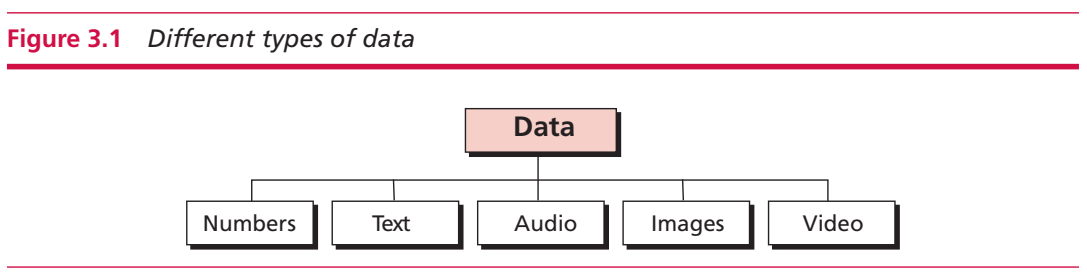 Figure 3.1 Different types of data
Data
Numbers Text Audio Images Video